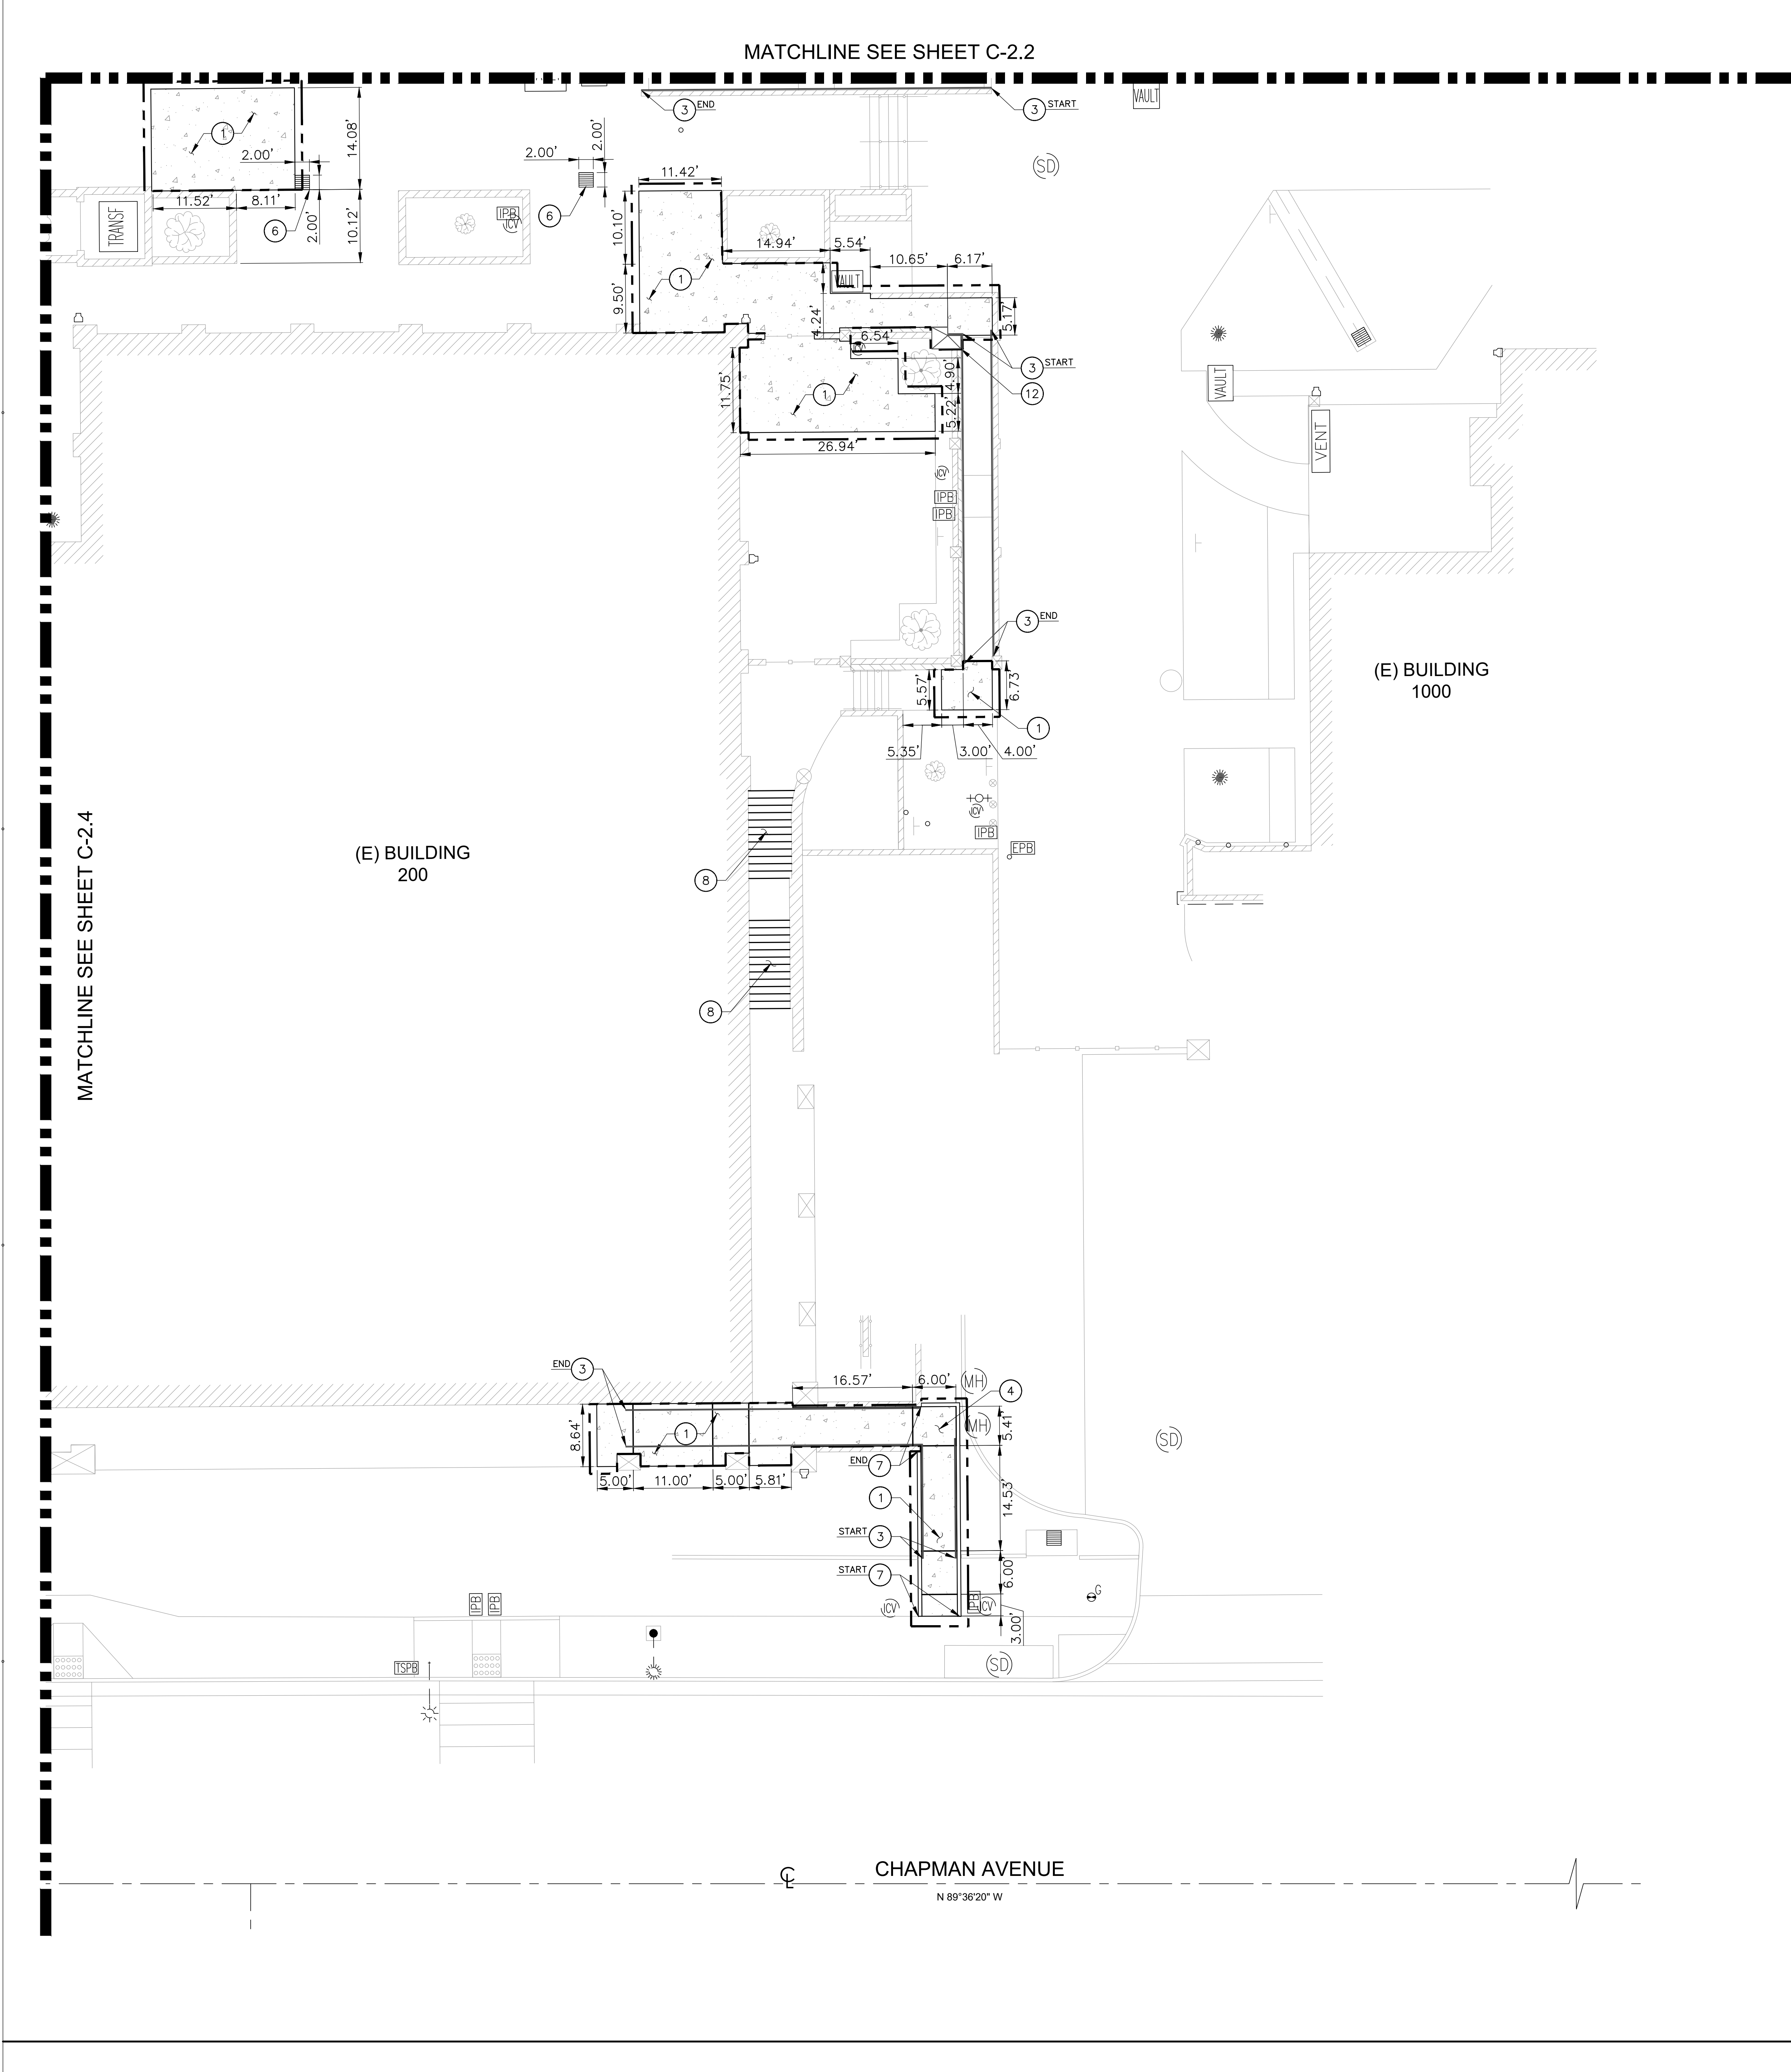 MATCHLINE SEE SHEET C-2.2
3 END
3 START
VAULT
1
14.08'
2.00'
2.00'
2.00'
SD
11.42'
11.52'
8.11'
2.00'
10.12'
6
TRANSF
IPB
ICV
6
10.10'
14.94'
5.54'
10.65'
6.17'
1
VAULT
9.50'
4.24'
5.17'
6.54'
3 START
12
11.75'
1
4.90'
5.22'
26.94'
VAULT
VENT
ICV
IPB
IPB
3 END
(E) BUILDING
1000
5.57'
6.73'
1
5.35'
3.00'
4.00'
ICV
IPB
EPB
MATCHLINE SEE SHEET C-2.4
(E) BUILDING
200
8
8
END 3
16.57'
6.00'
MH
4
8.64'
1
MH
5.41'
SD
END 7
5.00'
11.00'
5.00'
5.81'
1
14.53'
START 3
START 7
6.00'
G
IPB
IPB
ICV
IPB
ICV
3.00'
TSPB
SD
CL
CHAPMAN AVENUE
N 89°36'20" W